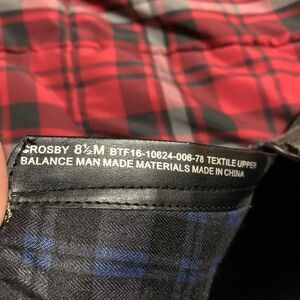 CROSBY 8½M BTF16-10624-006-78 TEXTILE UPPER
BALANCE MAN MADE MATERIALS MADE IN CHINA